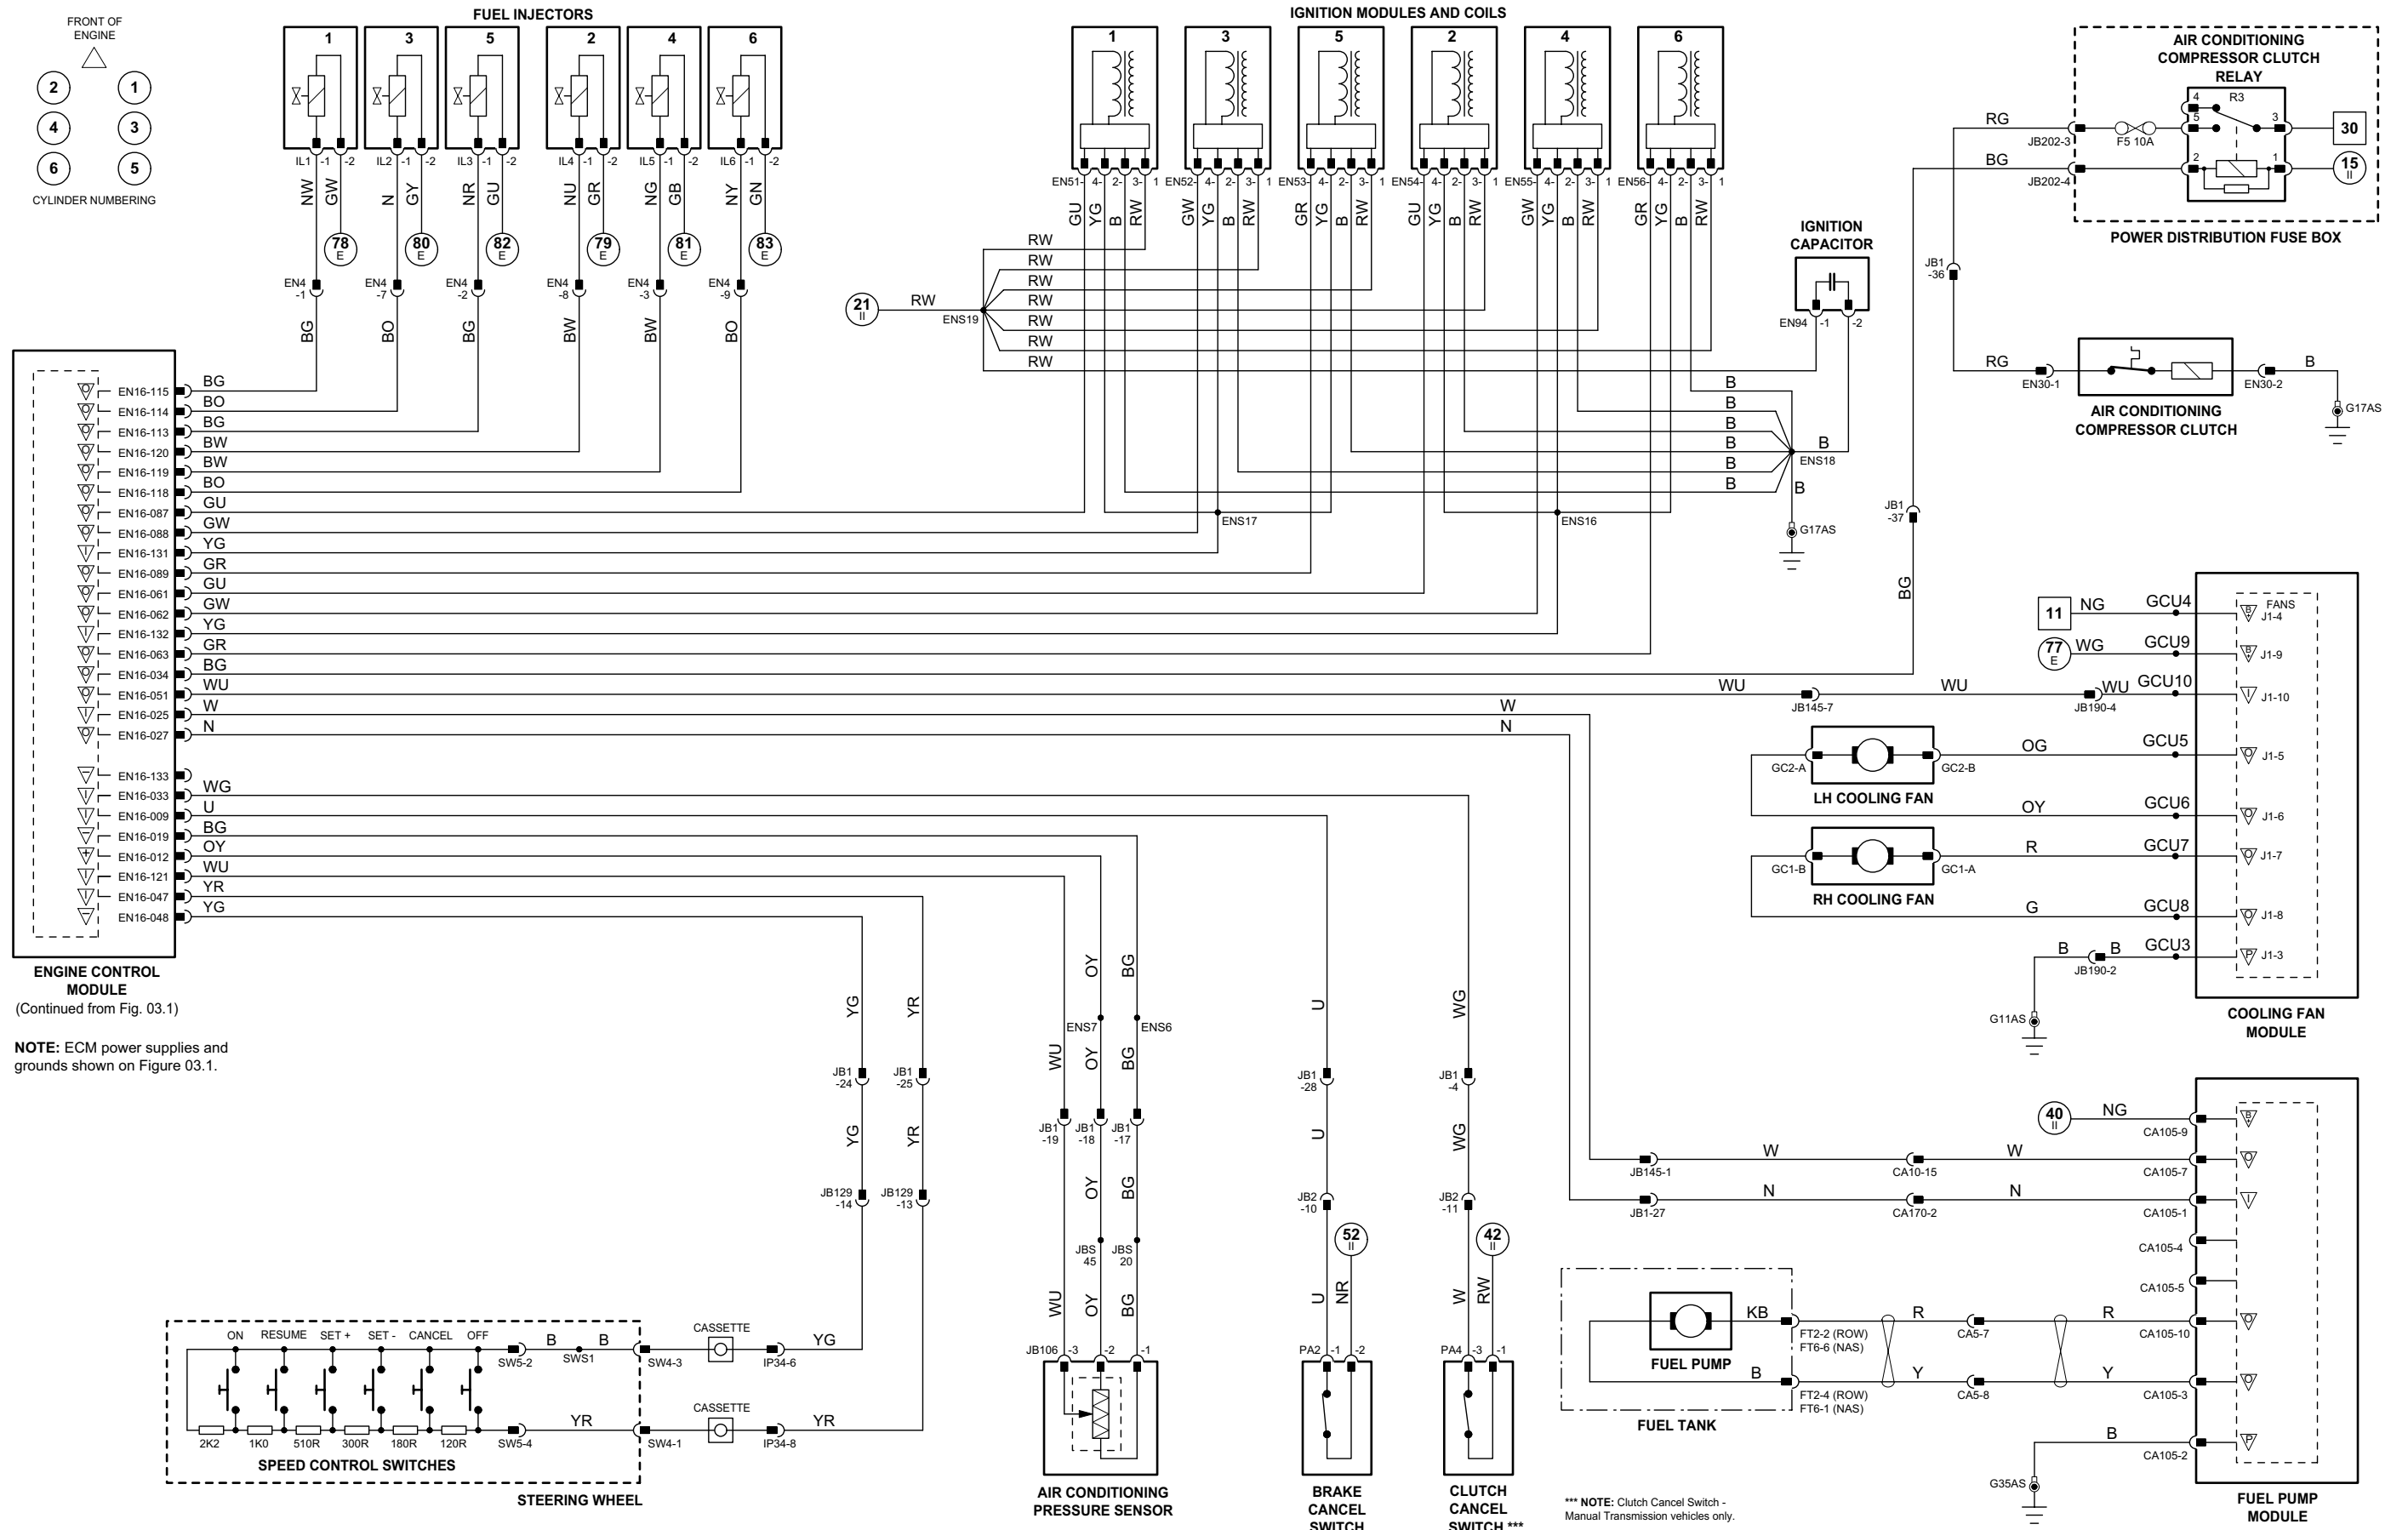 FRONT OF
ENGINE
2 1
4 3
6 5
CYLINDER NUMBERING
FUEL INJECTORS
1 3 5 2 4 6
IL1 -1 -2 IL2 -1 -2 IL3 -1 -2 IL4 -1 -2 IL5 -1 -2 IL6 -1 -2
NW GW N GY NR GU NU GR NG GB NY GN
78 E 80 E 82 E 79 E 81 E 83 E
EN4 -1 EN4 -7 EN4 -2 EN4 -8 EN4 -3 EN4 -9
BG BO BG BW BW BO
IGNITION MODULES AND COILS
1 3 5 2 4 6
EN51- 4- 2- 3- 1 EN52- 4- 2- 3- 1 EN53- 4- 2- 3- 1 EN54- 4- 2- 3- 1 EN55- 4- 2- 3- 1 EN56- 4- 2- 3- 1
GU YG B RW GW YG B RW GR YG B RW GU YG B RW GW YG B RW GR YG B RW
21 II RW ENS19
RW
RW
RW
RW
RW
RW
RW
IGNITION
CAPACITOR
EN94 -1 -2
B
B
B
B B
B
B
ENS18
B
G17AS
ENS17
ENS16
AIR CONDITIONING
COMPRESSOR CLUTCH
RELAY
R3
4
5 3
2 1
30
15 II
RG JB202-3 F5 10A
BG JB202-4
POWER DISTRIBUTION FUSE BOX
JB1
-36
RG EN30-1 EN30-2 B
G17AS
AIR CONDITIONING
COMPRESSOR CLUTCH
JB1
-37
BG
EN16-115 BG
EN16-114 BO
EN16-113 BG
EN16-120 BW
EN16-119 BW
EN16-118 BO
EN16-087 GU
EN16-088 GW
EN16-131 YG
EN16-089 GR
EN16-061 GU
EN16-062 GW
EN16-132 YG
EN16-063 GR
EN16-034 BG
EN16-051 WU WU JB145-7 WU JB190-4 WU
EN16-025 W W
EN16-027 N N
EN16-133
EN16-033 WG
EN16-009 U
EN16-019 BG
EN16-012 OY
EN16-121 WU
EN16-047 YR
EN16-048 YG
ENGINE CONTROL
MODULE
(Continued from Fig. 03.1)
NOTE: ECM power supplies and
grounds shown on Figure 03.1.
11 NG GCU4 B+ FANS
J1-4
77 E WG GCU9 B+ J1-9
GCU10 I J1-10
GC2-A GC2-B OG GCU5 O J1-5
LH COOLING FAN
OY GCU6 O J1-6
GC1-B GC1-A R GCU7 O J1-7
RH COOLING FAN
G GCU8 O J1-8
B JB190-2 B GCU3 P J1-3
G11AS
COOLING FAN
MODULE
YG YR
JB1
-24
JB1
-25
YG YR
JB129
-14
JB129
-13
OY BG
ENS7 ENS6
WU OY BG
JB1
-19
JB1
-18
JB1
-17
OY BG
JBS
45
JBS
20
WU OY BG
JB106 -3 -2 -1
AIR CONDITIONING
PRESSURE SENSOR
U
JB1
-28
U
JB2
-10
52 II
U NR
PA2 -1 -2
BRAKE
CANCEL
SWITCH
WG
JB1
-4
WG
JB2
-11
42 II
W RW
PA4 -3 -1
CLUTCH
CANCEL
SWITCH ***
*** NOTE: Clutch Cancel Switch -
Manual Transmission vehicles only.
ON RESUME SET + SET - CANCEL OFF
B SWS1 B
SW5-2 SW4-3 CASSETTE IP34-6 YG
2K2 1K0 510R 300R 180R 120R
SW5-4 YR SW4-1 CASSETTE IP34-8 YR
SPEED CONTROL SWITCHES
STEERING WHEEL
40 II NG CA105-9 B+
JB145-1 W CA10-15 W CA105-7 O
JB1-27 N CA170-2 N CA105-1 I
CA105-4
CA105-5
FUEL PUMP
KB FT2-2 (ROW)
FT6-6 (NAS)
R CA5-7 R CA105-10 O
B FT2-4 (ROW)
FT6-1 (NAS)
Y CA5-8 Y CA105-3 O
FUEL TANK
B CA105-2 P
G35AS
FUEL PUMP
MODULE